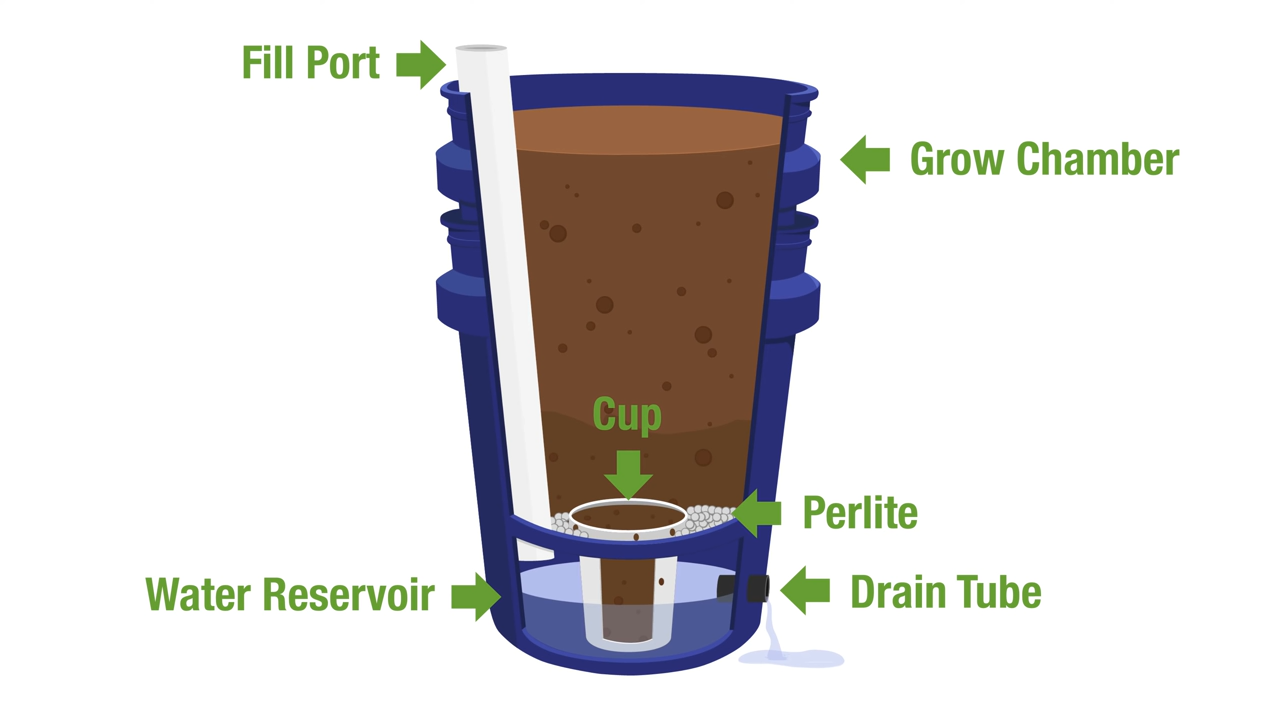 Fill Port
Grow Chamber
Cup
Perlite
Water Reservoir
Drain Tube